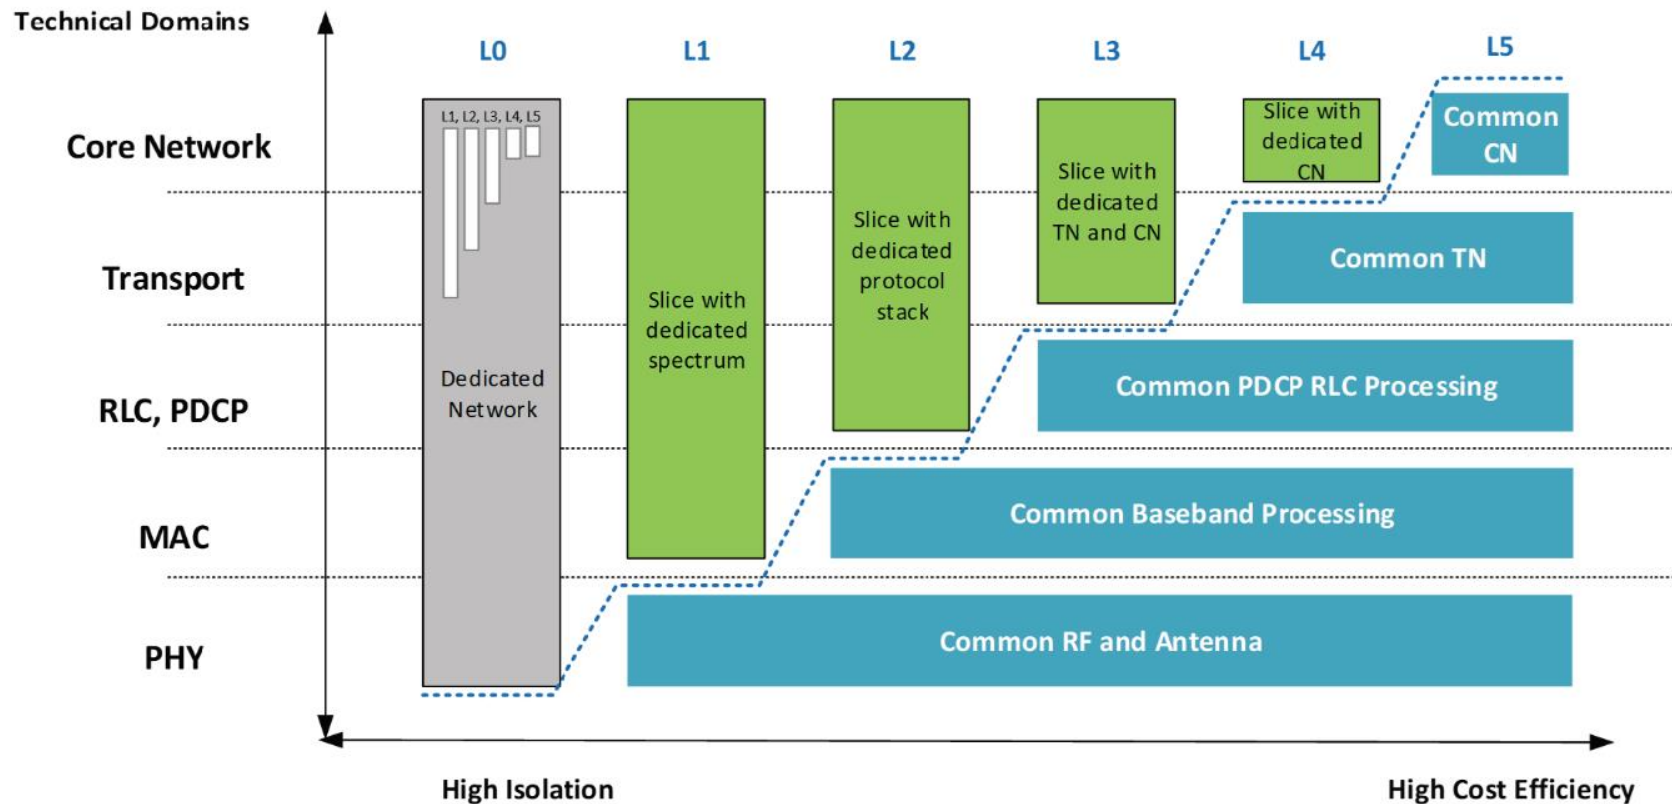 Technical Domains
L0
L1
L2
L3
L4
L5
Core Network
L1, L2, L3, L4, L5
Slice with
dedicated
CN
Common
CN
Slice with
dedicated
TN and CN
Slice with
dedicated
protocol
stack
Transport
Common TN
Slice with
dedicated
spectrum
Dedicated
Network
RLC, PDCP
Common PDCP RLC Processing
MAC
Common Baseband Processing
PHY
Common RF and Antenna
High Isolation
High Cost Efficiency